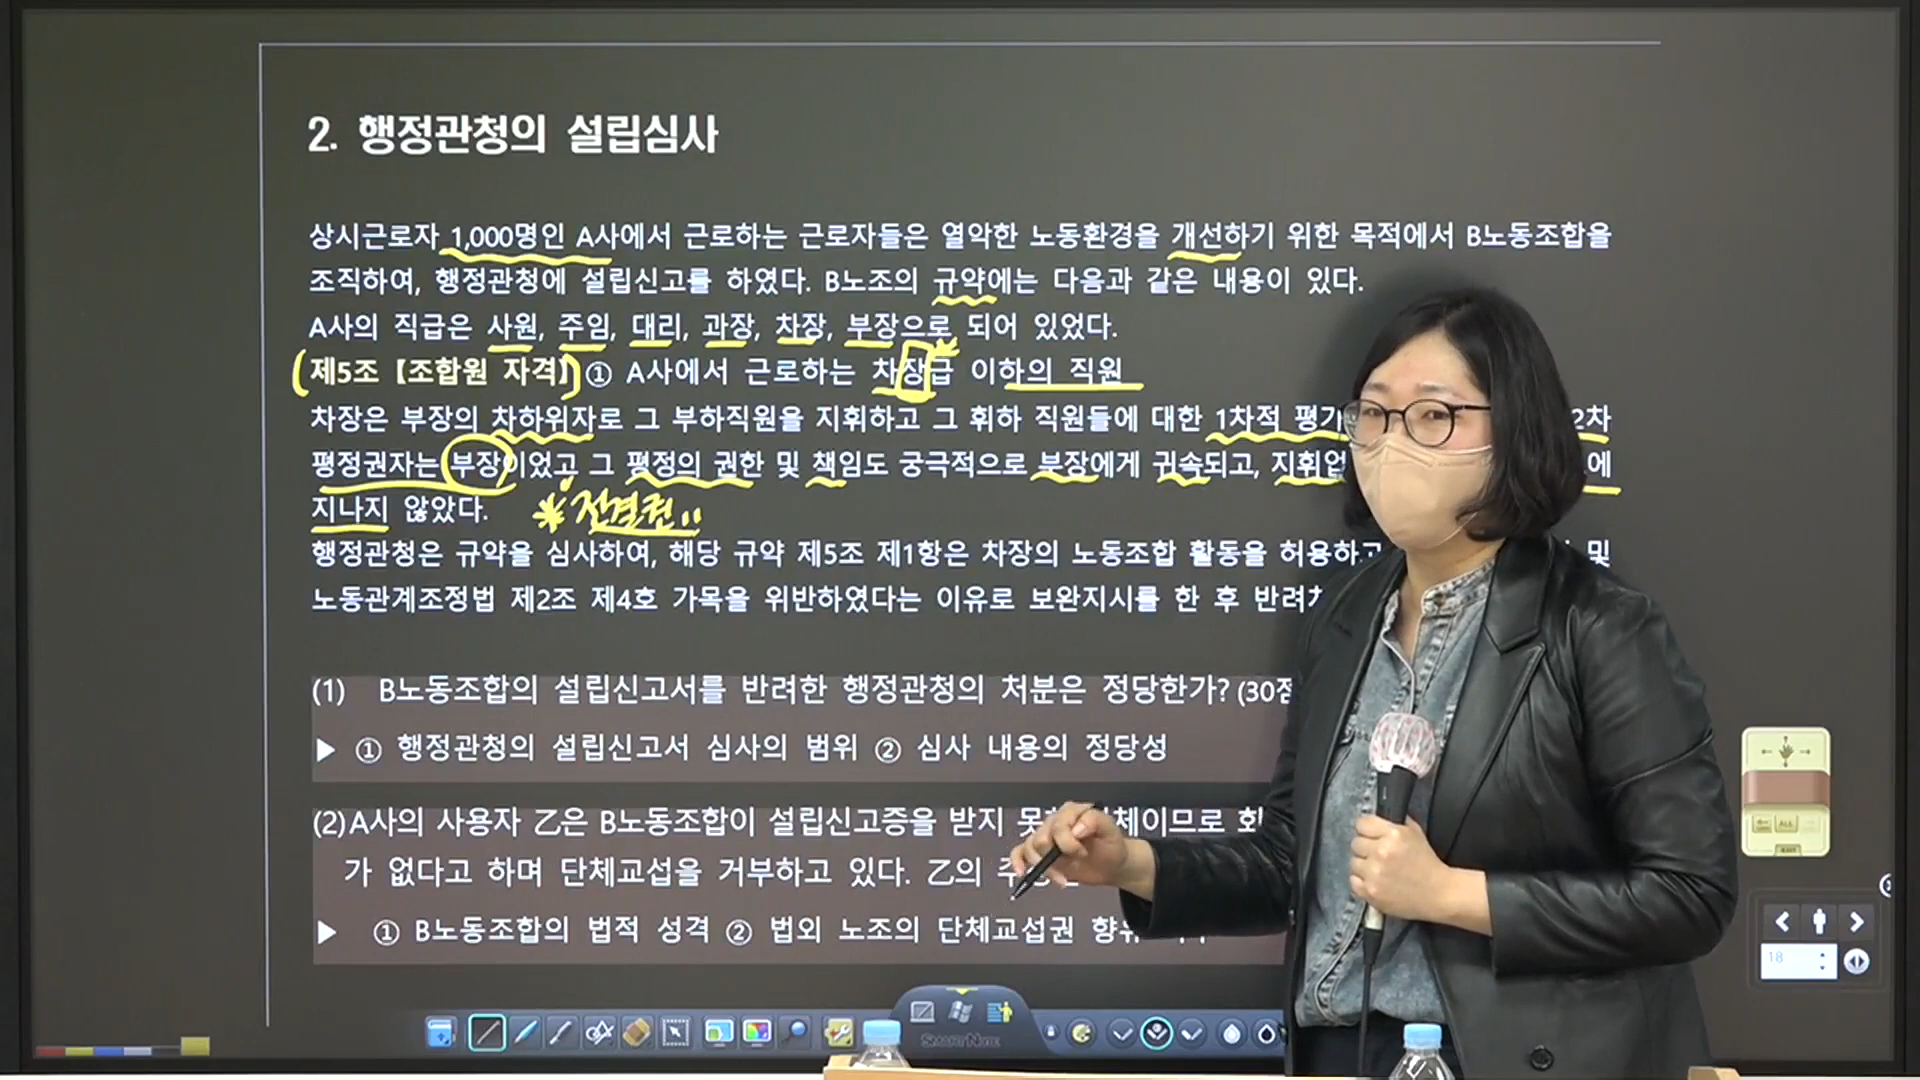 2. 행정관청의 설립심사
상시근로자 1,000명인 A사에서 근로하는 근로자들은 열악한 노동환경을 개선하기 위한 목적에서 B노동조합을
조직하여, 행정관청에 설립신고를 하였다. B노조의 규약에는 다음과 같은 내용이 있다.
A사의 직급은 사원, 주임, 대리, 과장, 차장, 부장으로 되어 있었다.
제5조 【조합원 자격】 ① A사에서 근로하는 차장급 이하의 직원
차장은 부장의 차하위자로 그 부하직원을 지휘하고 그 휘하 직원들에 대한 1차적 평가 2차
평정권자는 부장이었고 그 평정의 권한 및 책임도 궁극적으로 부장에게 귀속되고, 지휘업 에
지나지 않았다. 전결권
행정관청은 규약을 심사하여, 해당 규약 제5조 제1항은 차장의 노동조합 활동을 허용하고 및
노동관계조정법 제2조 제4호 가목을 위반하였다는 이유로 보완지시를 한 후 반려
(1) B노동조합의 설립신고서를 반려한 행정관청의 처분은 정당한가? (30점
▶ ① 행정관청의 설립신고서 심사의 범위 ② 심사 내용의 정당성
(2) A사의 사용자 乙은 B노동조합이 설립신고증을 받지 못한 단체이므로
가 없다고 하며 단체교섭을 거부하고 있다. 乙의
▶ ① B노동조합의 법적 성격 ② 법외 노조의 단체교섭권 향유
SMART NOTE
ALL
18